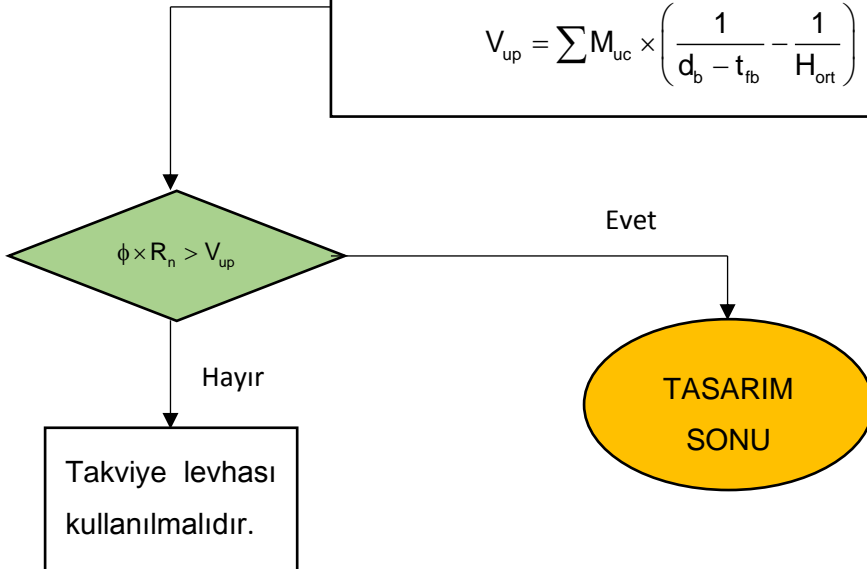 V_up = ∑ M_uc × ( 1 / (d_b − t_fb) − 1 / H_ort )
Evet
ϕ × R_n > V_up
Hayır
TASARIM
SONU
Takviye levhası
kullanılmalıdır.